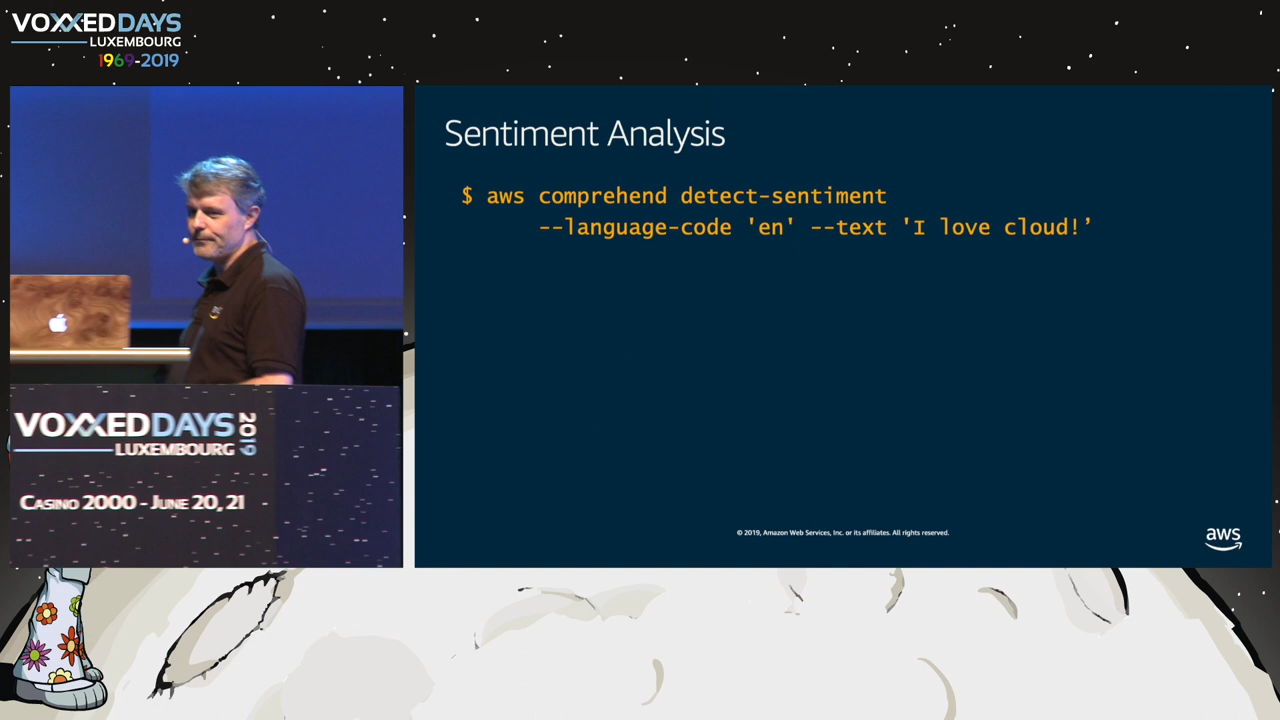 VOXXEDDAYS
LUXEMBOURG
1969-2019
Sentiment Analysis
$ aws comprehend detect-sentiment
--language-code 'en' --text 'I love cloud!’
aws
VOXXEDDAYS 2019
LUXEMBOURG
CASINO 2000 - JUNE 20, 21
© 2019, Amazon Web Services, Inc. or its affiliates. All rights reserved.
aws